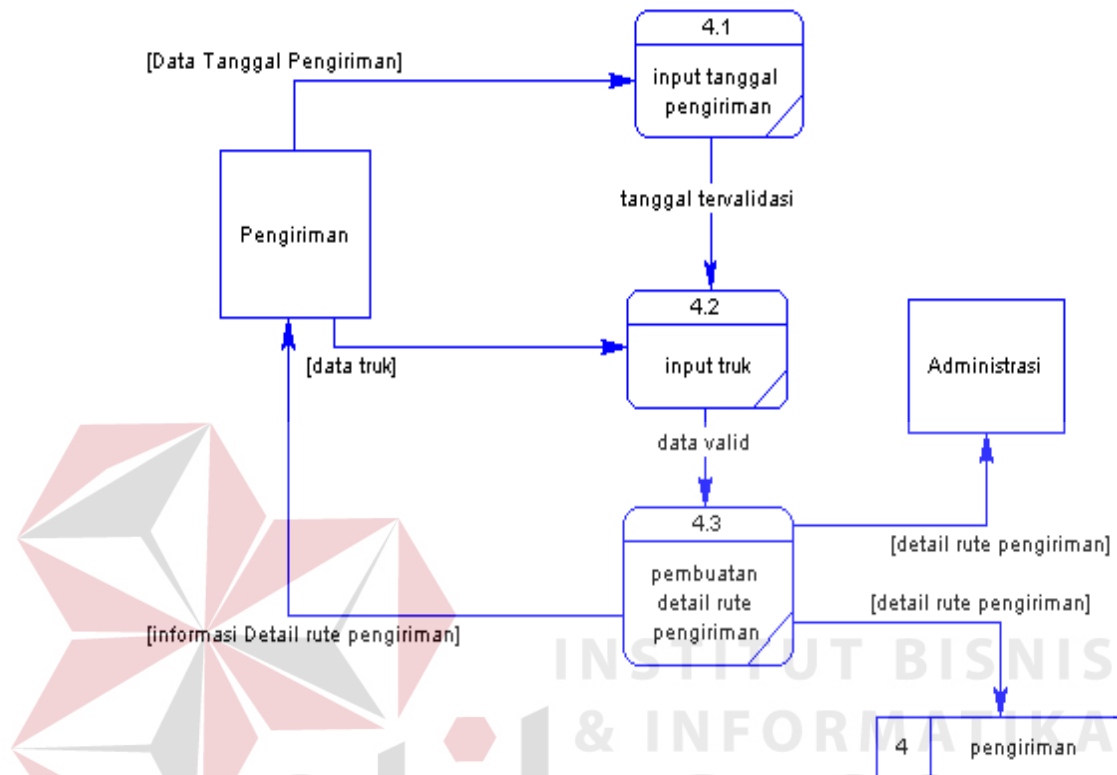 4.1
[Data Tanggal Pengiriman]
input tanggal
pengiriman
tanggal tervalidasi
Pengiriman
4.2
[data truk]
input truk
Administrasi
data valid
4.3
[detail rute pengiriman]
pembuatan
detail rute
pengiriman
[detail rute pengiriman]
[informasi Detail rute pengiriman]
INSTITUT BISNIS
& INFORMATIKA
4
pengiriman